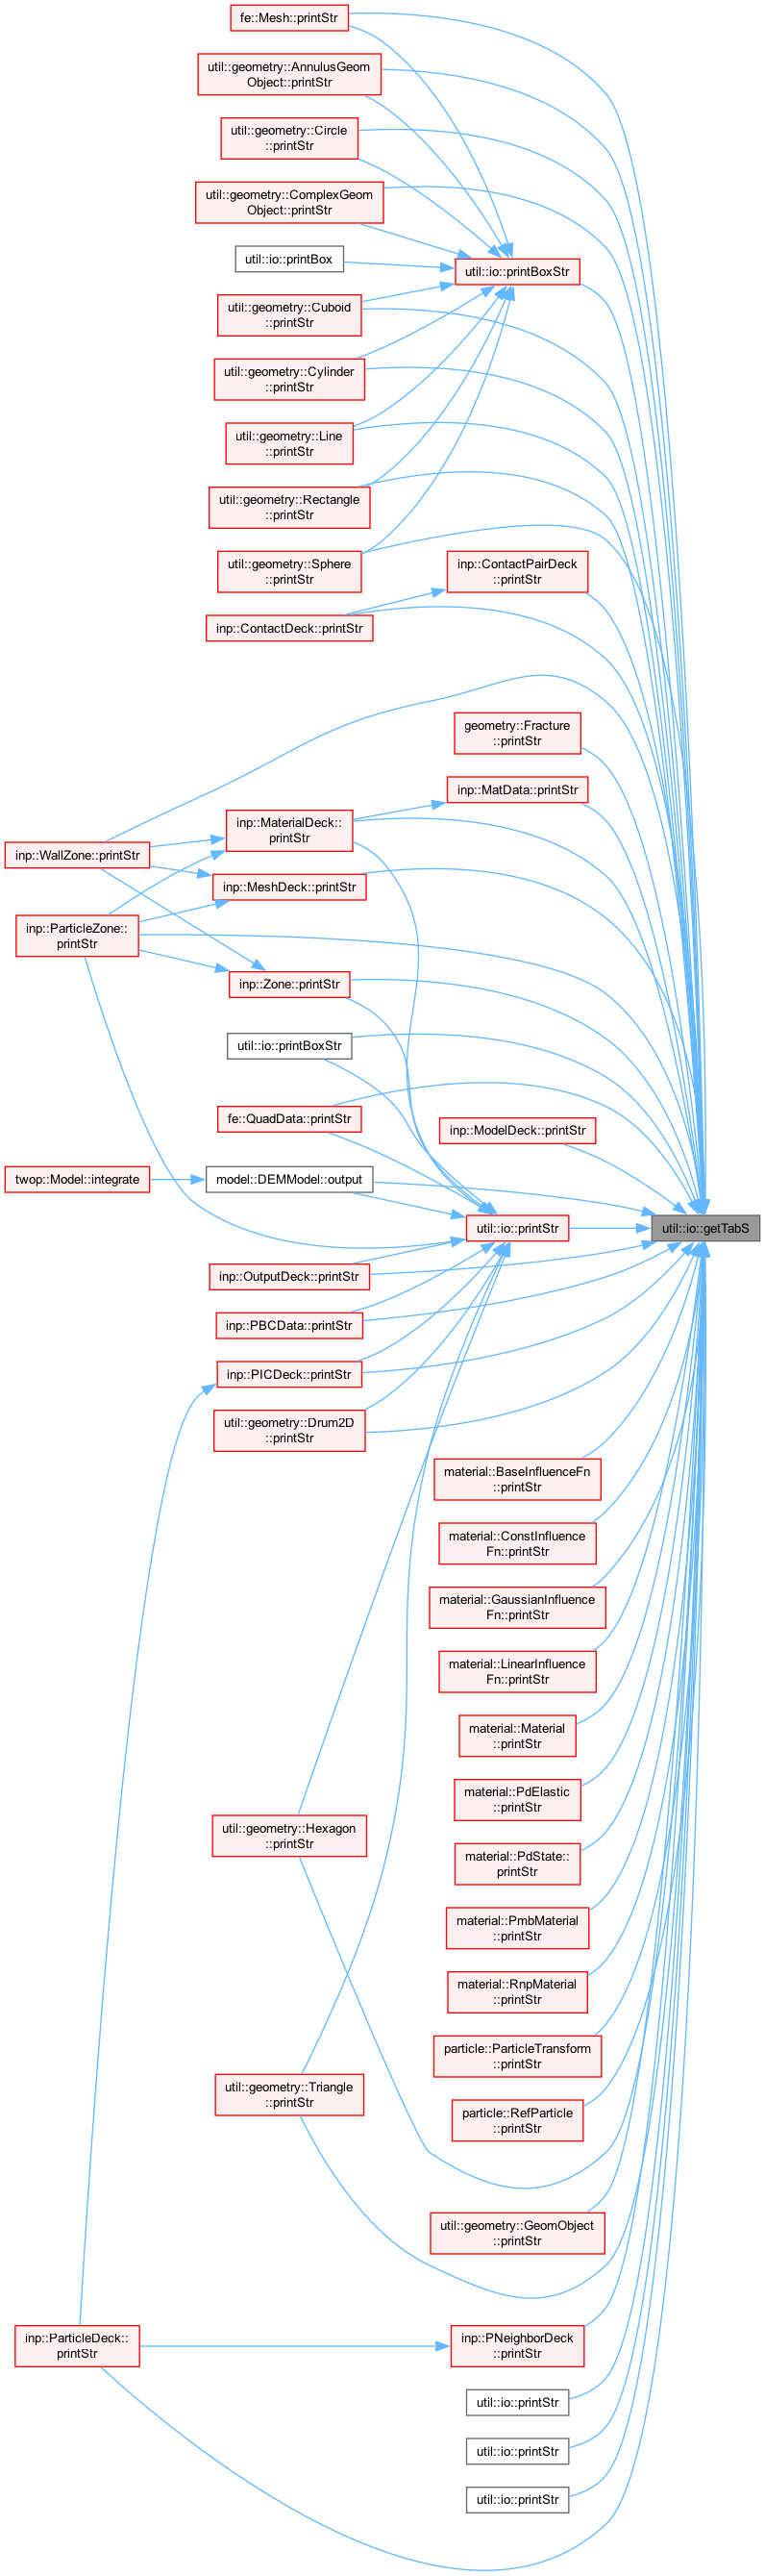 fe::Mesh::printStr
util::geometry::AnnulusGeom
Object::printStr
util::geometry::Circle
::printStr
util::geometry::ComplexGeom
Object::printStr
util::io::printBox
util::io::printBoxStr
util::geometry::Cuboid
::printStr
util::geometry::Cylinder
::printStr
util::geometry::Line
::printStr
util::geometry::Rectangle
::printStr
util::geometry::Sphere
::printStr
inp::ContactPairDeck
::printStr
inp::ContactDeck::printStr
geometry::Fracture
::printStr
inp::MatData::printStr
inp::MaterialDeck::
printStr
inp::WallZone::printStr
inp::MeshDeck::printStr
inp::ParticleZone::
printStr
inp::Zone::printStr
util::io::printBoxStr
fe::QuadData::printStr
inp::ModelDeck::printStr
twop::Model::integrate
model::DEMModel::output
util::io::printStr
util::io::getTabS
inp::OutputDeck::printStr
inp::PBCData::printStr
inp::PICDeck::printStr
util::geometry::Drum2D
::printStr
material::BaseInfluenceFn
::printStr
material::ConstInfluence
Fn::printStr
material::GaussianInfluence
Fn::printStr
material::LinearInfluence
Fn::printStr
material::Material
::printStr
material::PdElastic
::printStr
util::geometry::Hexagon
::printStr
material::PdState::
printStr
material::PmbMaterial
::printStr
material::RnpMaterial
::printStr
particle::ParticleTransform
::printStr
util::geometry::Triangle
::printStr
particle::RefParticle
::printStr
util::geometry::GeomObject
::printStr
inp::ParticleDeck::
printStr
inp::PNeighborDeck
::printStr
util::io::printStr
util::io::printStr
util::io::printStr